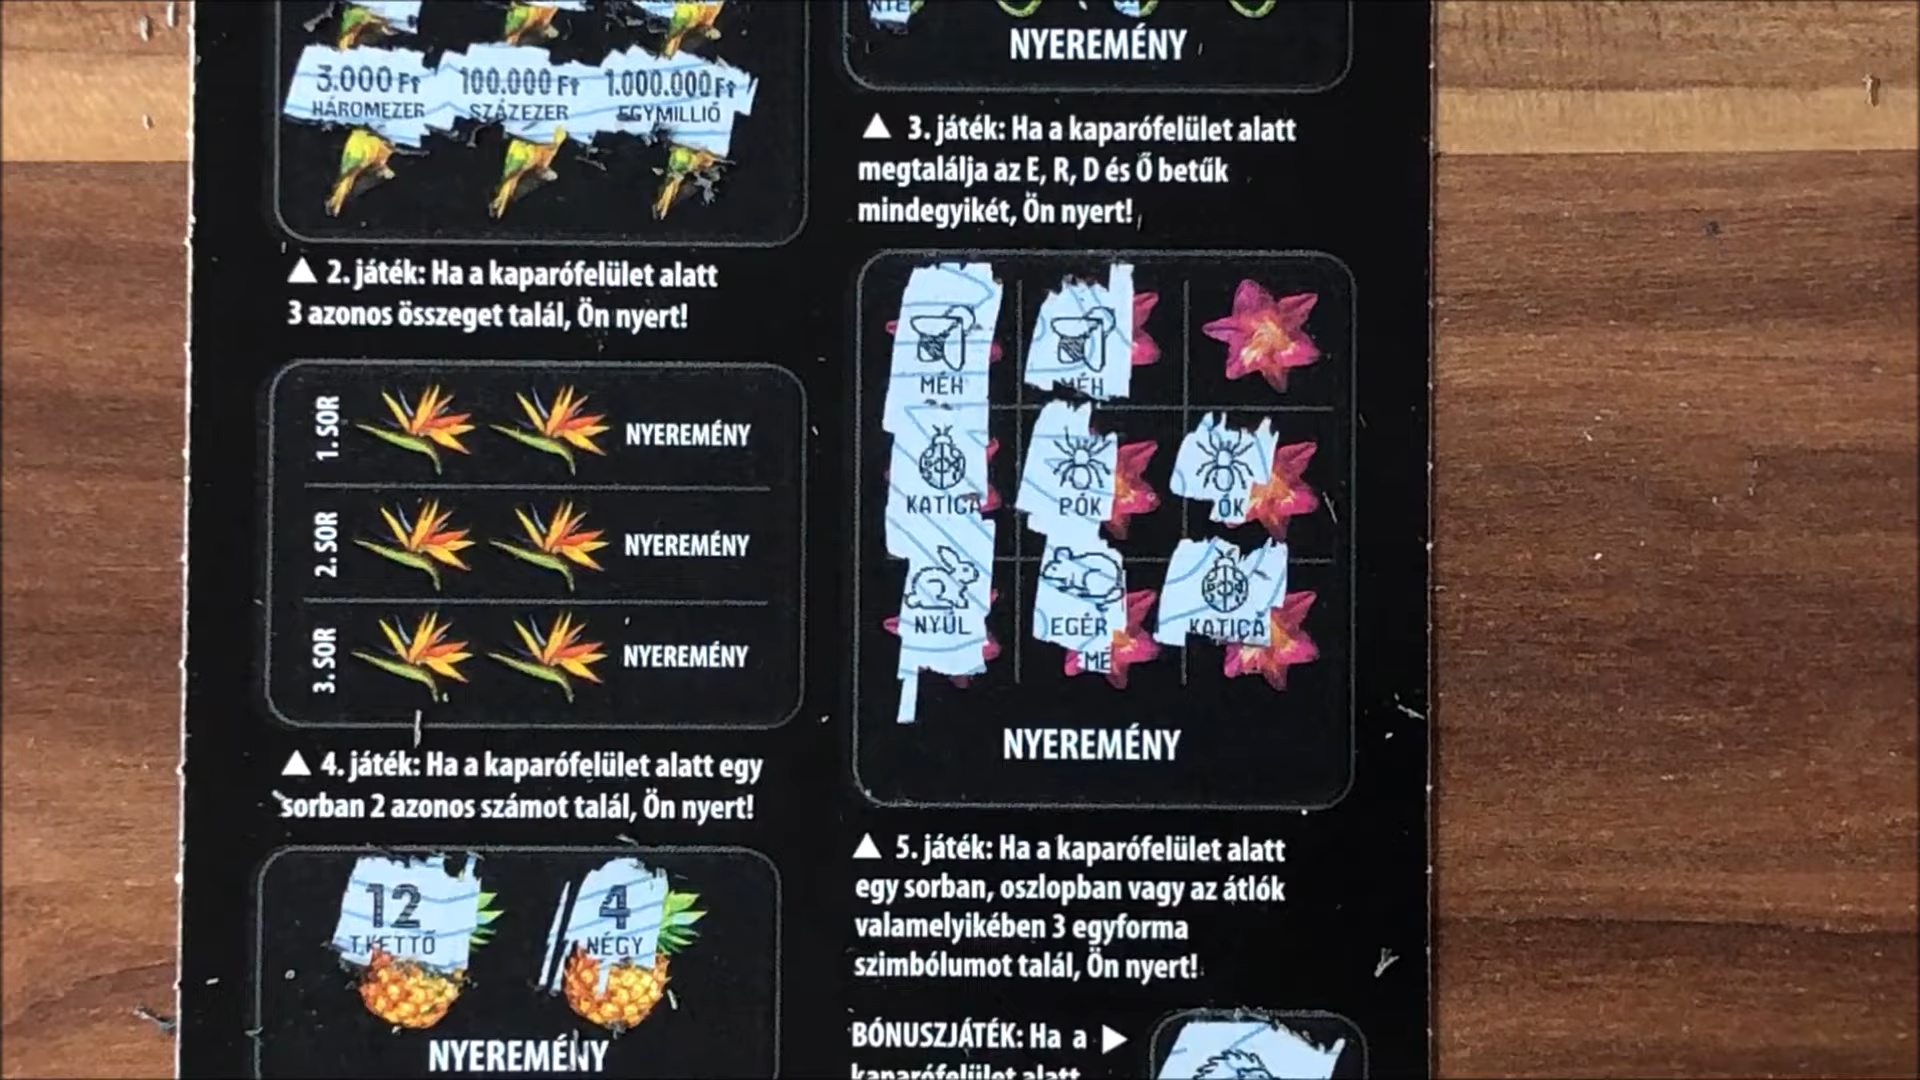 3.000 Ft 100.000 Ft 1.000.000 Ft
HÁROMEZER SZÁZEZER EGYMILLIÓ
▲ 2. játék: Ha a kaparófelület alatt
3 azonos összeget talál, Ön nyert!
1. SOR NYEREMÉNY
2. SOR NYEREMÉNY
3. SOR NYEREMÉNY
▲ 4. játék: Ha a kaparófelület alatt egy
sorban 2 azonos számot talál, Ön nyert!
12 4
T.KETTŐ NÉGY
NYEREMÉNY
NYEREMÉNY
▲ 3. játék: Ha a kaparófelület alatt
megtalálja az E, R, D és Ő betűk
mindegyikét, Ön nyert!
MÉH MÉH
KATICA PÓK ÓK
NYÚL EGÉR KATICA
NYEREMÉNY
▲ 5. játék: Ha a kaparófelület alatt
egy sorban, oszlopban vagy az átlók
valamelyikében 3 egyforma
szimbólumot talál, Ön nyert!
BÓNUSZJÁTÉK: Ha a ▶
kaparófelület alatt